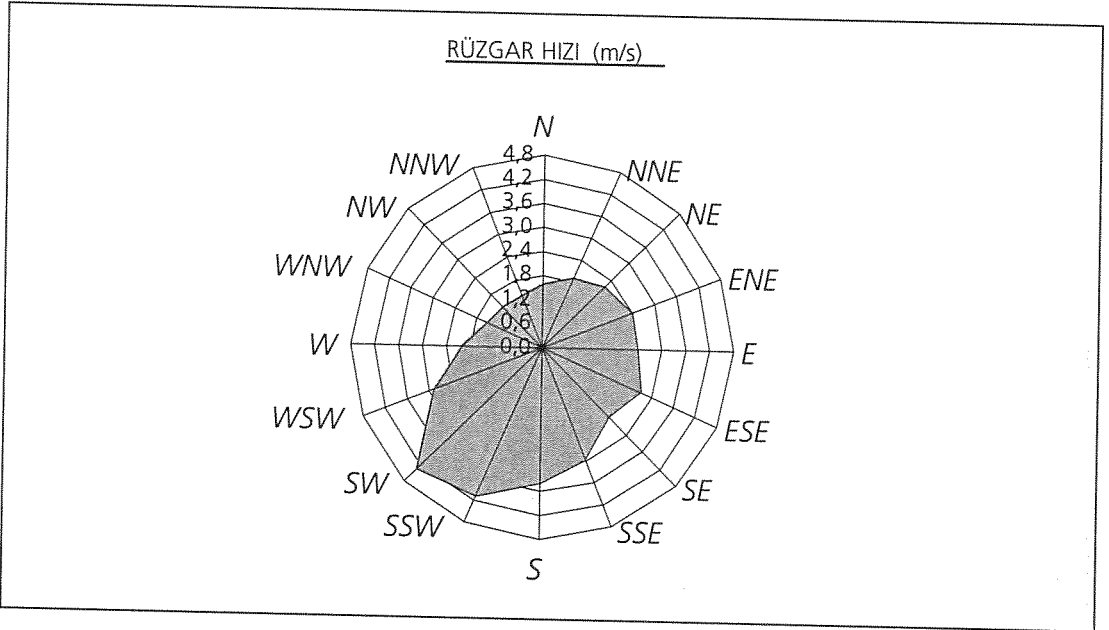 RÜZGAR HIZI (m/s)
N
NNW
4,8
NNE
4,2
NW
3,6
NE
3,0
WNW
2,4
ENE
1,8
1,2
0,6
W
0,0
E
WSW
ESE
SW
SE
SSW
SSE
S